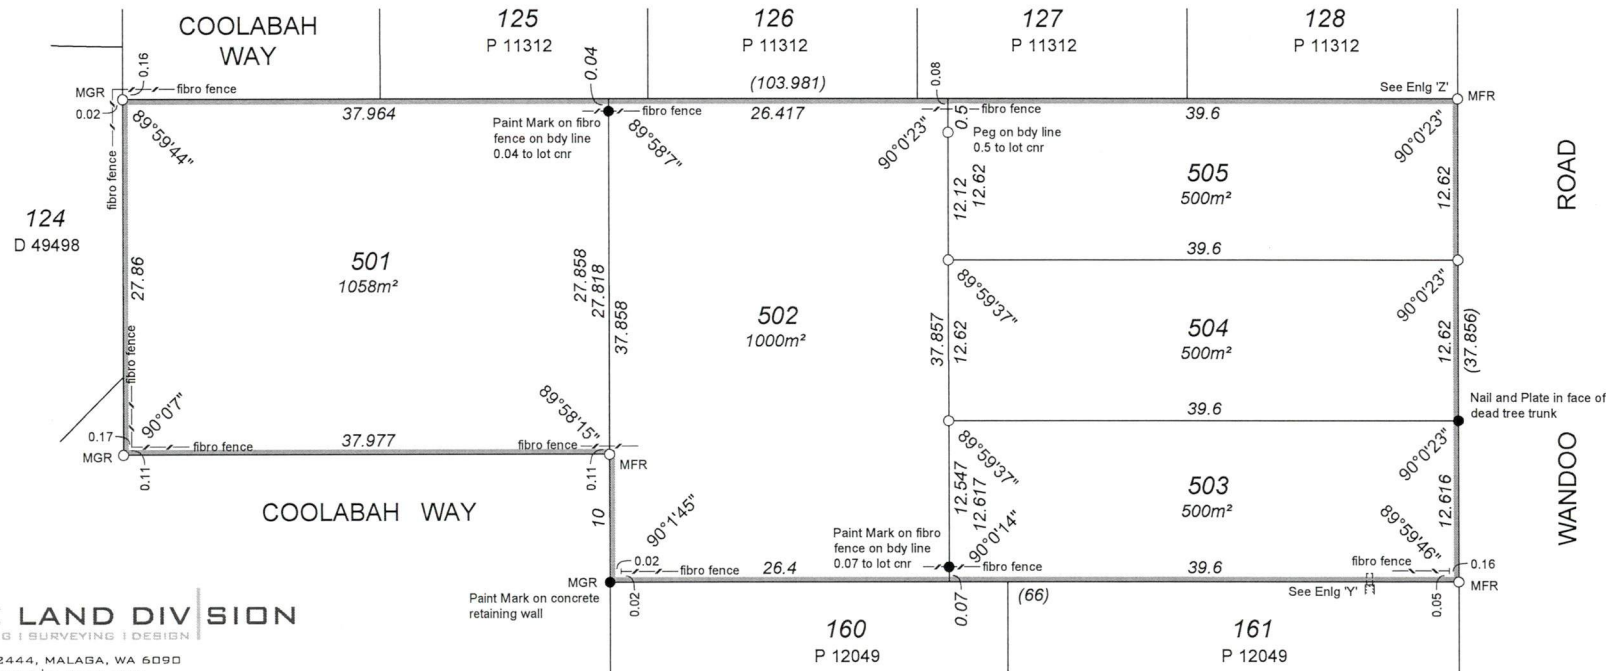 COOLABAH
WAY
125
P 11312
126
P 11312
127
P 11312
128
P 11312
0.16
0.04
0.08
(103.981)
See Enlg 'Z'
MGR
MFR
fibro fence
0.02
37.964
fibro fence
26.417
0.5
fibro fence
39.6
Paint Mark on fibro
fence on bdy line
0.04 to lot cnr
89°59'44"
89°58'7"
90°0'23"
Peg on bdy line
0.5 to lot cnr
90°0'23"
fibro fence
ROAD
124
D 49498
12.12
12.62
505
500m²
12.62
39.6
27.86
501
1058m²
27.858
27.818
37.858
502
1000m²
89°59'37"
90°0'23"
37.857
12.62
504
500m²
12.62
(37.856)
fibro fence
39.6
Nail and Plate in face of
dead tree trunk
90°0'7"
89°58'15"
0.17
fibro fence
37.977
fibro fence
MGR
0.11
0.11
MFR
89°59'37"
90°0'23"
12.547
12.617
503
500m²
12.616
WANDOO
COOLABAH WAY
10
90°1'45"
90°0'14"
89°59'46"
Paint Mark on fibro
fence on bdy line
0.07 to lot cnr
0.02
fibro fence
26.4
fibro fence
39.6
fibro fence
0.16
MGR
MFR
Paint Mark on concrete
retaining wall
0.02
0.07
(66)
See Enlg 'Y'
0.05
LAND DIVISION
G | SURVEYING | DESIGN
2444, MALAGA, WA 6090
160
P 12049
161
P 12049